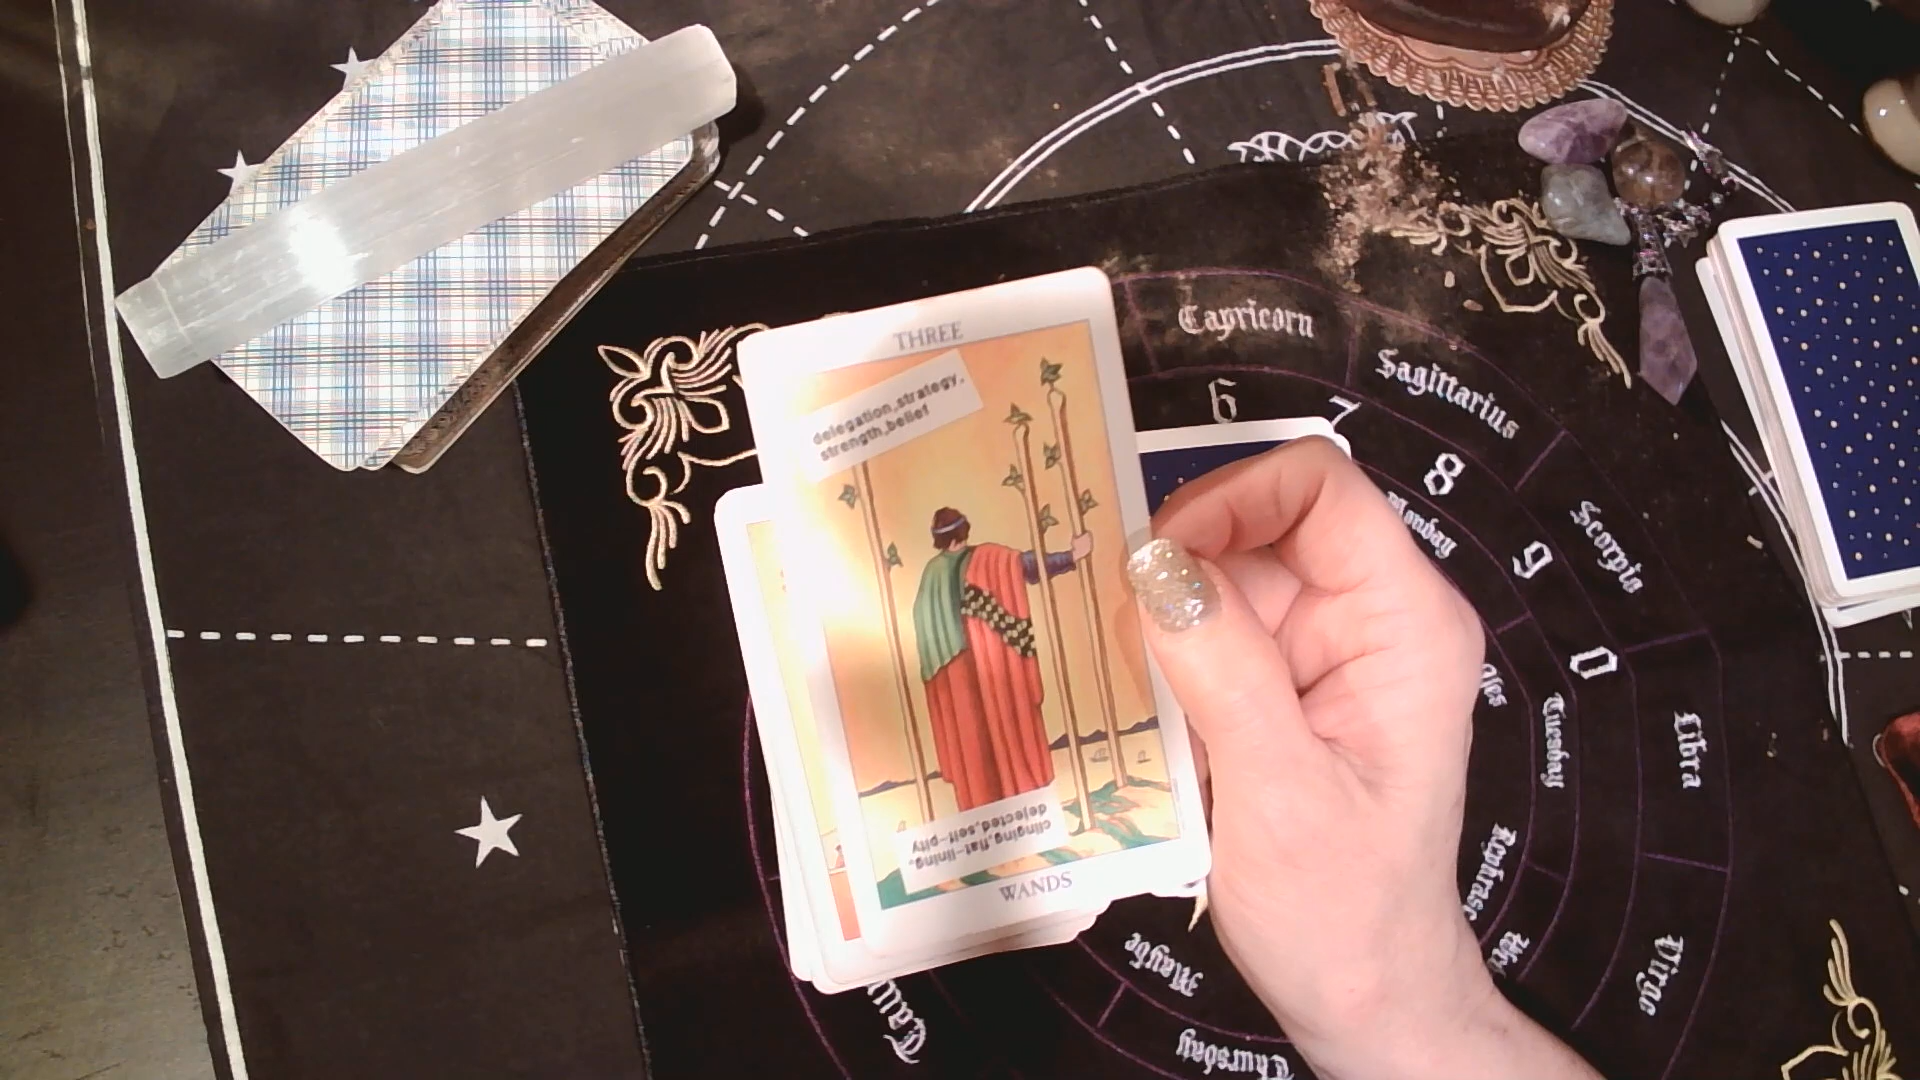 THREE
delegation,strategy,
strength,belief
clinging,flat-lining,
dejected,self-pity
WANDS
Capricorn
Sagittarius
Scorpio
Libra
Virgo
6
7
8
9
0
Monday
Tuesday
Rephrase
Maybe
Thursday